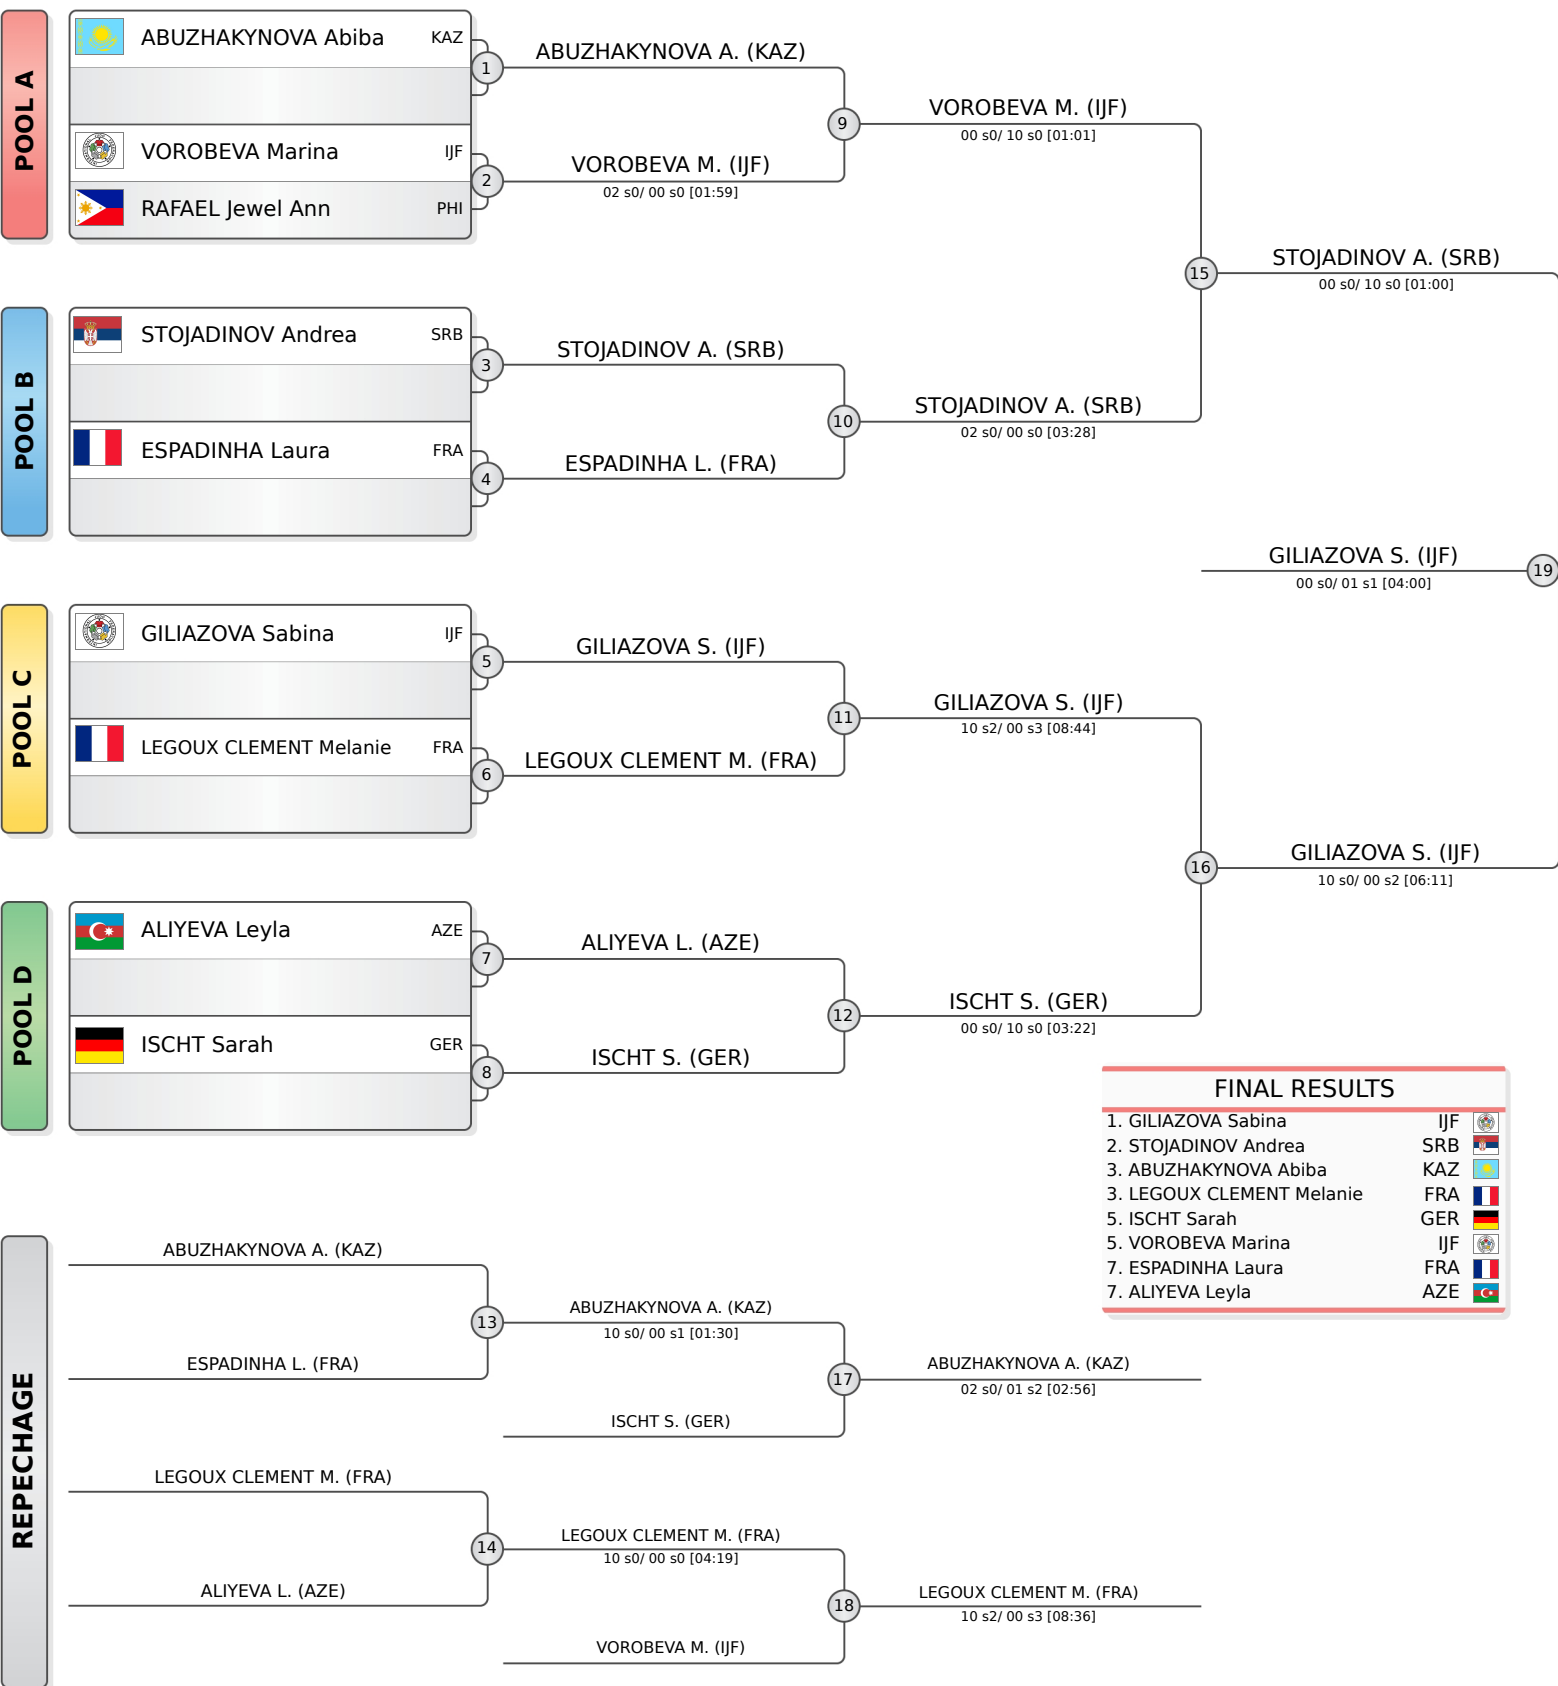 POOL A
ABUZHAKYNOVA Abiba KAZ
VOROBEVA Marina IJF
RAFAEL Jewel Ann PHI
1
ABUZHAKYNOVA A. (KAZ)
2
VOROBEVA M. (IJF)
02 s0/ 00 s0 [01:59]
9
VOROBEVA M. (IJF)
00 s0/ 10 s0 [01:01]
15
STOJADINOV A. (SRB)
00 s0/ 10 s0 [01:00]
POOL B
STOJADINOV Andrea SRB
ESPADINHA Laura FRA
3
STOJADINOV A. (SRB)
4
ESPADINHA L. (FRA)
10
STOJADINOV A. (SRB)
02 s0/ 00 s0 [03:28]
GILIAZOVA S. (IJF)
00 s0/ 01 s1 [04:00]
19
POOL C
GILIAZOVA Sabina IJF
LEGOUX CLEMENT Melanie FRA
5
GILIAZOVA S. (IJF)
6
LEGOUX CLEMENT M. (FRA)
11
GILIAZOVA S. (IJF)
10 s2/ 00 s3 [08:44]
16
GILIAZOVA S. (IJF)
10 s0/ 00 s2 [06:11]
POOL D
ALIYEVA Leyla AZE
ISCHT Sarah GER
7
ALIYEVA L. (AZE)
8
ISCHT S. (GER)
12
ISCHT S. (GER)
00 s0/ 10 s0 [03:22]
FINAL RESULTS
1. GILIAZOVA Sabina IJF
2. STOJADINOV Andrea SRB
3. ABUZHAKYNOVA Abiba KAZ
3. LEGOUX CLEMENT Melanie FRA
5. ISCHT Sarah GER
5. VOROBEVA Marina IJF
7. ESPADINHA Laura FRA
7. ALIYEVA Leyla AZE
REPECHAGE
ABUZHAKYNOVA A. (KAZ)
ESPADINHA L. (FRA)
13
ABUZHAKYNOVA A. (KAZ)
10 s0/ 00 s1 [01:30]
ISCHT S. (GER)
17
ABUZHAKYNOVA A. (KAZ)
02 s0/ 01 s2 [02:56]
LEGOUX CLEMENT M. (FRA)
ALIYEVA L. (AZE)
14
LEGOUX CLEMENT M. (FRA)
10 s0/ 00 s0 [04:19]
VOROBEVA M. (IJF)
18
LEGOUX CLEMENT M. (FRA)
10 s2/ 00 s3 [08:36]